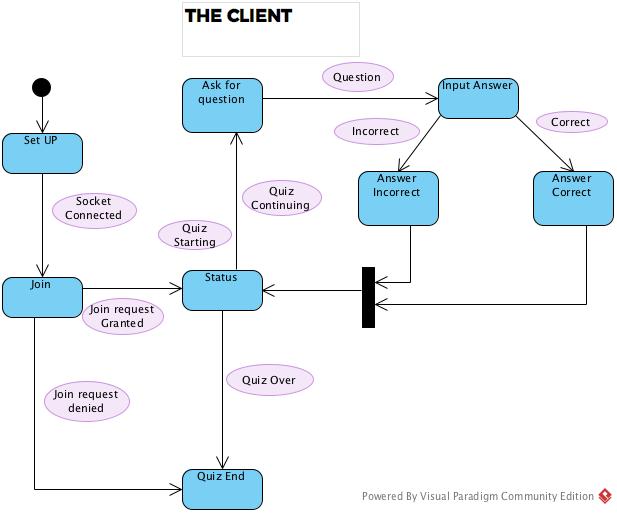 THE CLIENT
Ask for
question
Question
Input Answer
Set UP
Incorrect
Correct
Socket
Connected
Quiz
Continuing
Answer
Incorrect
Answer
Correct
Quiz
Starting
Join
Status
Join request
Granted
Quiz Over
Join request
denied
Quiz End
Powered By Visual Paradigm Community Edition